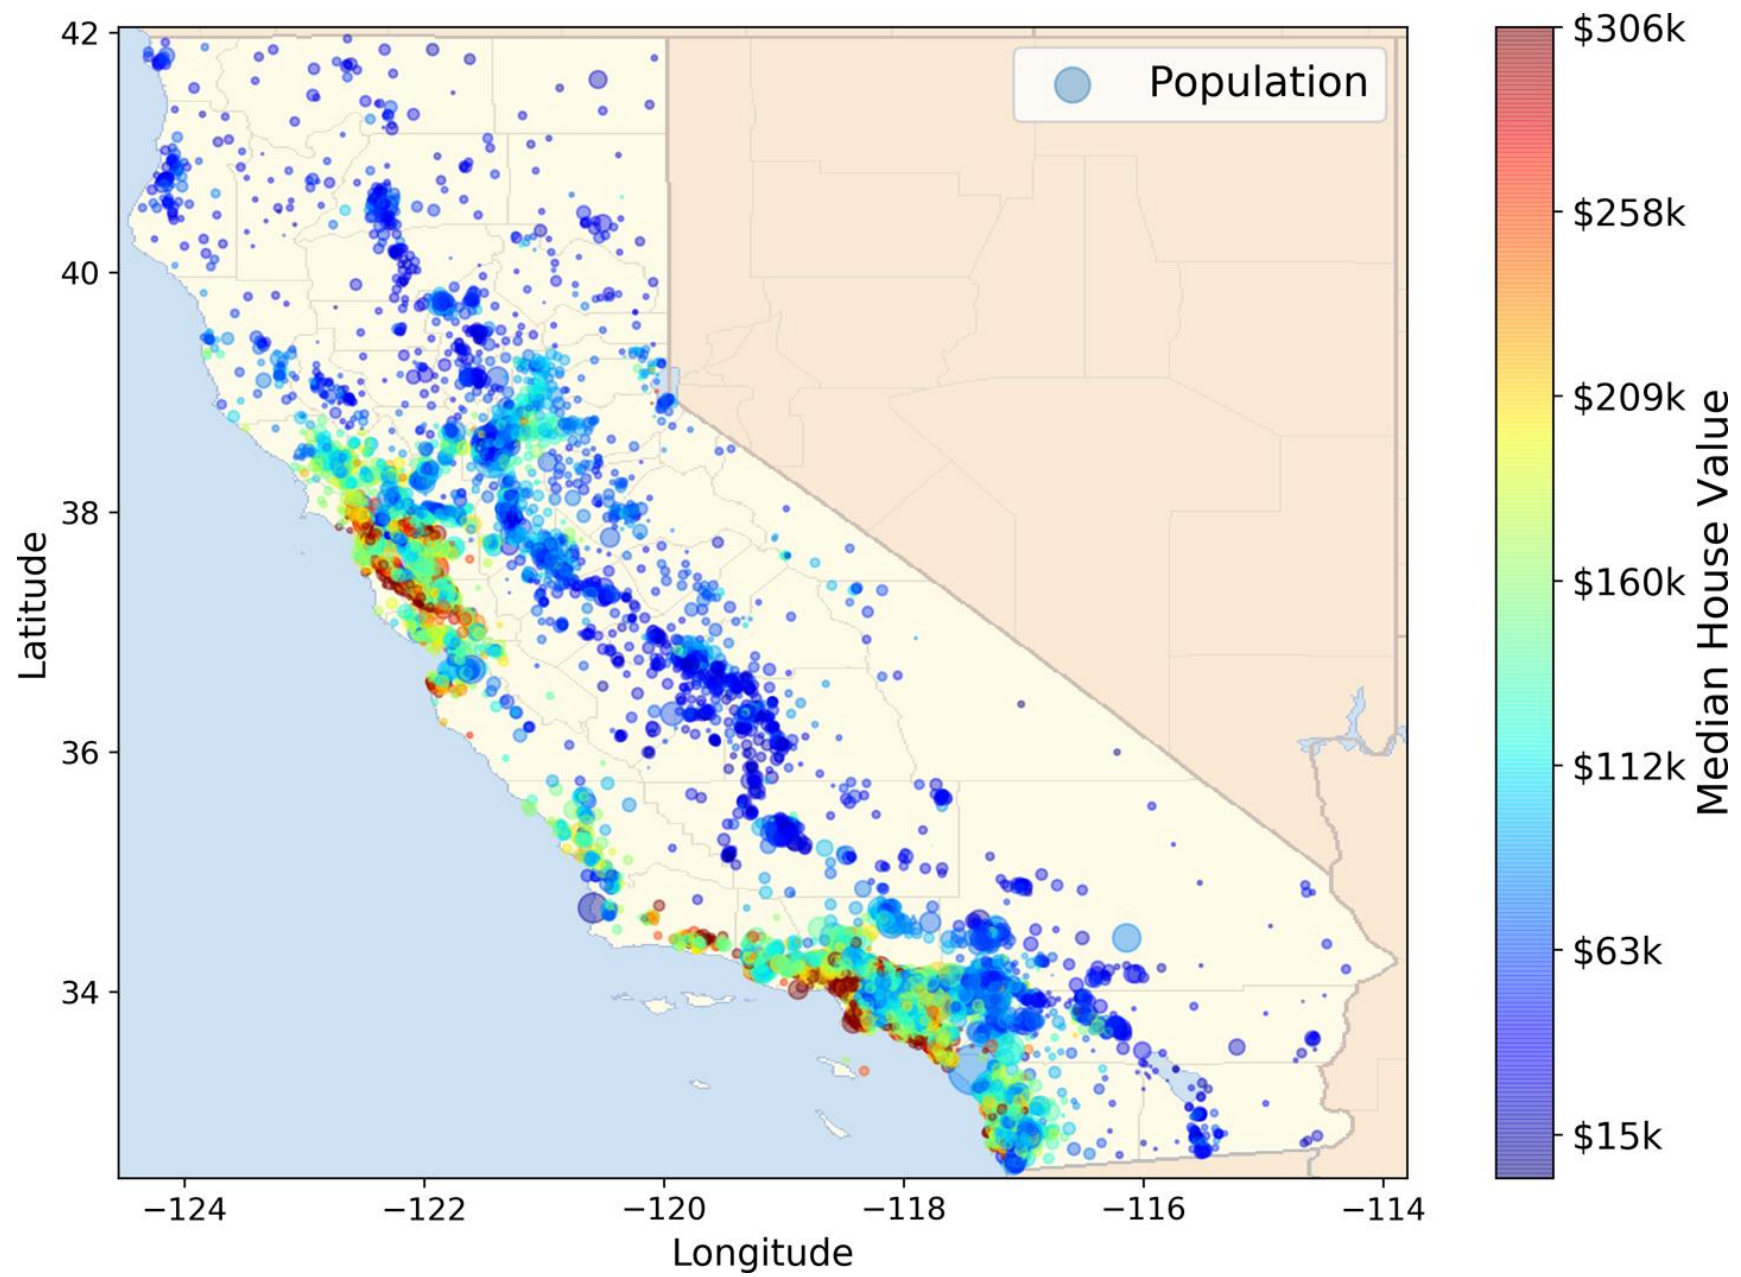 Population
42
40
38
36
34
Latitude
−124
−122
−120
−118
−116
−114
Longitude
$306k
$258k
$209k
$160k
$112k
$63k
$15k
Median House Value